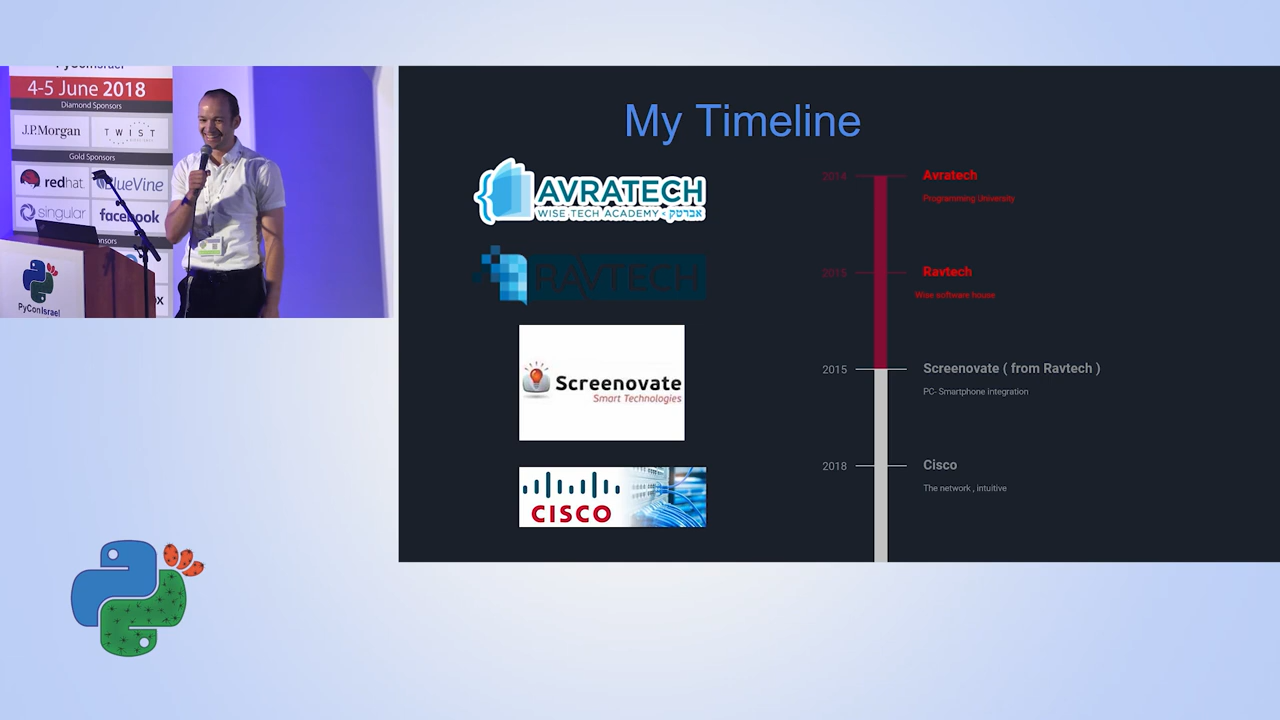 PyConIsrael
4-5 June 2018
Diamond Sponsors
J.P.Morgan
TWIST
Gold Sponsors
redhat.
BlueVine
singular
facebook
PyConIsrael
My Timeline
AVRATECH
WISE TECH ACADEMY • אברטק
RAVTECH
Screenovate
Smart Technologies
CISCO
2014
Avratech
Programming University
2015
Ravtech
Wise software house
2015
Screenovate ( from Ravtech )
PC- Smartphone integration
2018
Cisco
The network , intuitive